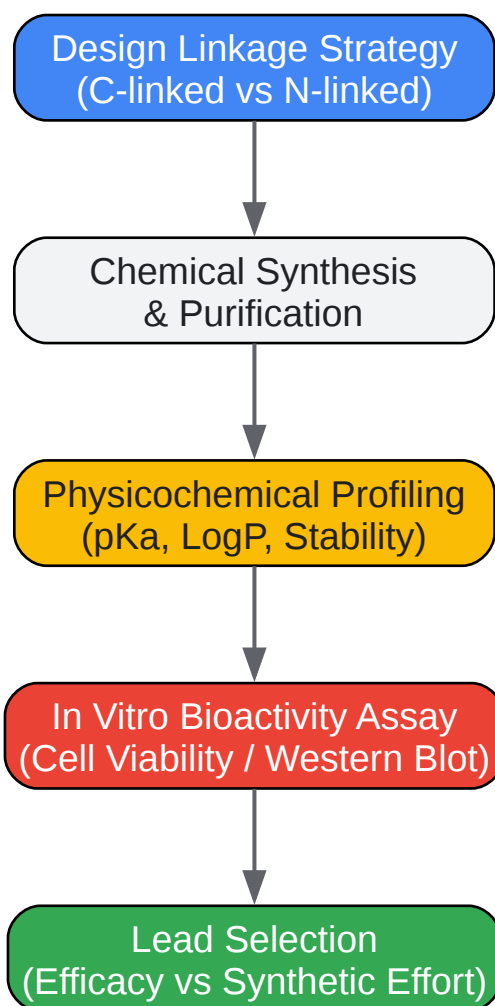 Design Linkage Strategy
(C-linked vs N-linked)
Chemical Synthesis
& Purification
Physicochemical Profiling
(pKa, LogP, Stability)
In Vitro Bioactivity Assay
(Cell Viability / Western Blot)
Lead Selection
(Efficacy vs Synthetic Effort)